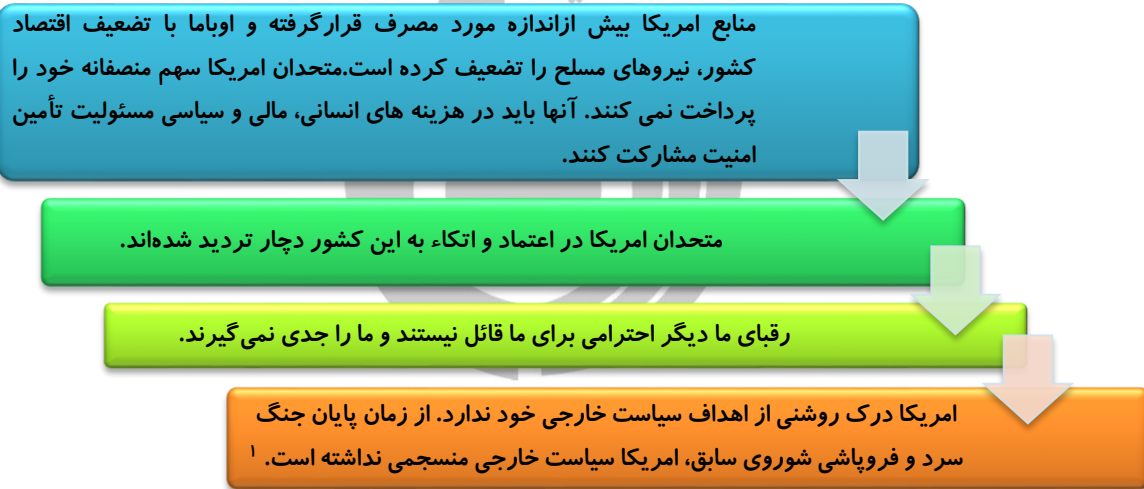 منابع امریکا بیش ازاندازه مورد مصرف قرارگرفته و اوباما با تضعیف اقتصاد
کشور، نیروهای مسلح را تضعیف کرده است.متحدان امریکا سهم منصفانه خود را
پرداخت نمی کنند. آنها باید در هزینه های انسانی، مالی و سیاسی مسئولیت تأمین
امنیت مشارکت کنند.
متحدان امریکا در اعتماد و اتکاء به این کشور دچار تردید شده‌اند.
رقبای ما دیگر احترامی برای ما قائل نیستند و ما را جدی نمی‌گیرند.
امریکا درک روشنی از اهداف سیاست خارجی خود ندارد. از زمان پایان جنگ
سرد و فروپاشی شوروی سابق، امریکا سیاست خارجی منسجمی نداشته است. ۱